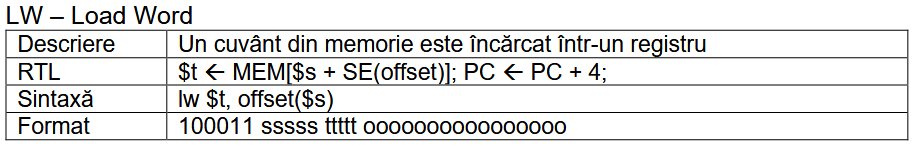 LW – Load Word
Descriere Un cuvânt din memorie este încărcat într-un registru
RTL $t ← MEM[$s + SE(offset)]; PC ← PC + 4;
Sintaxă lw $t, offset($s)
Format 100011 sssss ttttt oooooooooooooooo